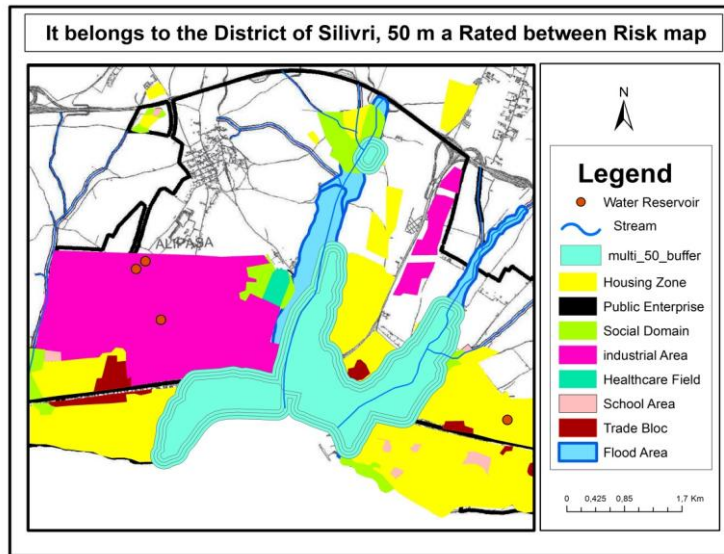 It belongs to the District of Silivri, 50 m a Rated between Risk map
ALIPASA
N
Legend
Water Reservoir
Stream
multi_50_buffer
Housing Zone
Public Enterprise
Social Domain
industrial Area
Healthcare Field
School Area
Trade Bloc
Flood Area
0 0,425 0,85 1,7 Km